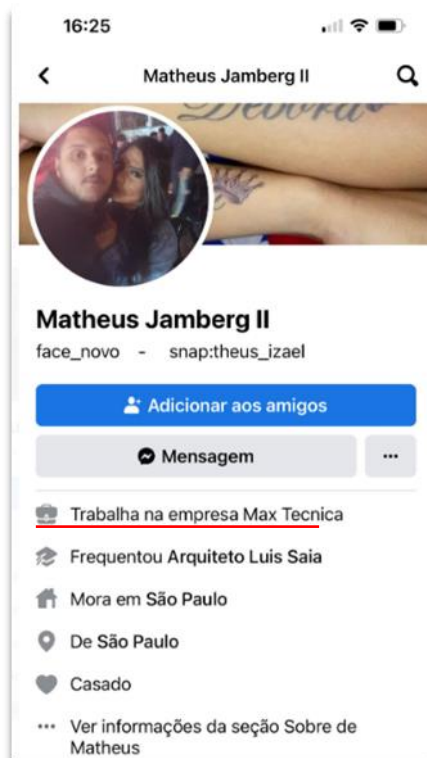 16:25
Matheus Jamberg II
Debora
Matheus Jamberg II
face_novo - snap:theus_izael
Adicionar aos amigos
Mensagem
Trabalha na empresa Max Tecnica
Frequentou Arquiteto Luis Saia
Mora em São Paulo
De São Paulo
Casado
Ver informações da seção Sobre de
Matheus